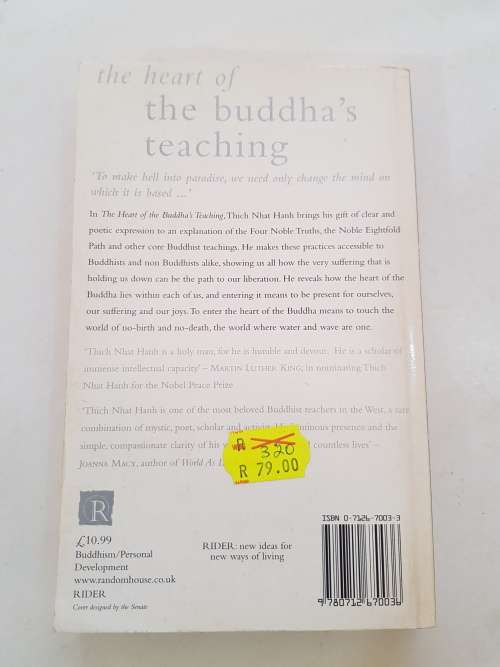 the heart of
the buddha's
teaching
'To make hell into paradise, we need only change the mind on
which it is based ...'
In The Heart of the Buddha's Teaching, Thich Nhat Hanh brings his gift of clear and
poetic expression to an explanation of the Four Noble Truths, the Noble Eightfold
Path and other core Buddhist teachings. He makes these practices accessible to
Buddhists and non Buddhists alike, showing us all how the very suffering that is
holding us down can be the path to our liberation. He reveals how the heart of the
Buddha lies within each of us, and entering it means to be present for ourselves,
our suffering and our joys. To enter the heart of the Buddha means to touch the
world of no-birth and no-death, the world where water and wave are one.
'Thich Nhat Hanh is a holy man, for he is humble and devout. He is a scholar of
immense intellectual capacity' – MARTIN LUTHER KING, in nominating Thich
Nhat Hanh for the Nobel Peace Prize
'Thich Nhat Hanh is one of the most beloved Buddhist teachers in the West, a rare
combination of mystic, poet, scholar and activist. His luminous presence and the
simple, compassionate clarity of his countless lives' –
JOANNA MACY, author of World As
R 320
R 79.00
R
£10.99
Buddhism/Personal
Development
www.randomhouse.co.uk
RIDER
Cover designed by the Senate
RIDER: new ideas for
new ways of living
ISBN 0-7126-7003-3
9 780712 670036